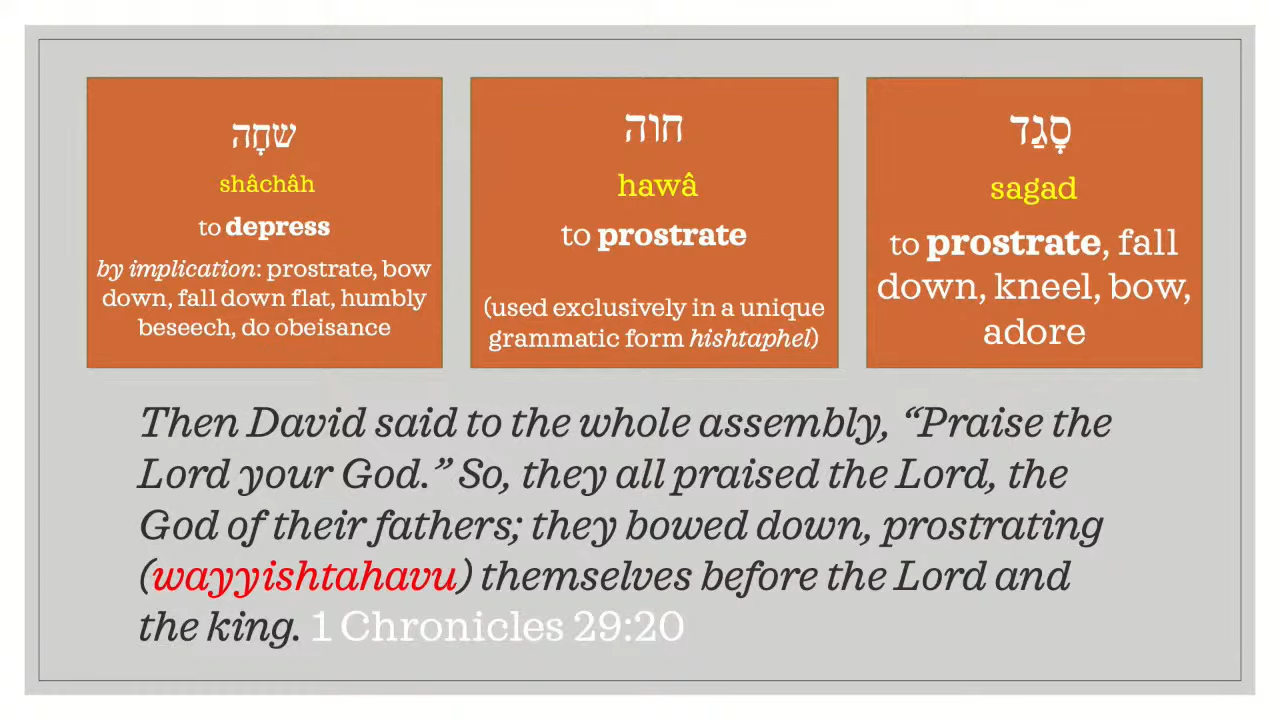 שחָה
shâchâh
to depress
by implication: prostrate, bow
down, fall down flat, humbly
beseech, do obeisance
חוה
hawâ
to prostrate
(used exclusively in a unique
grammatic form hishtaphel)
סָגַד
sagad
to prostrate, fall
down, kneel, bow,
adore
Then David said to the whole assembly, “Praise the
Lord your God.” So, they all praised the Lord, the
God of their fathers; they bowed down, prostrating
(wayyishtahavu) themselves before the Lord and
the king. 1 Chronicles 29:20